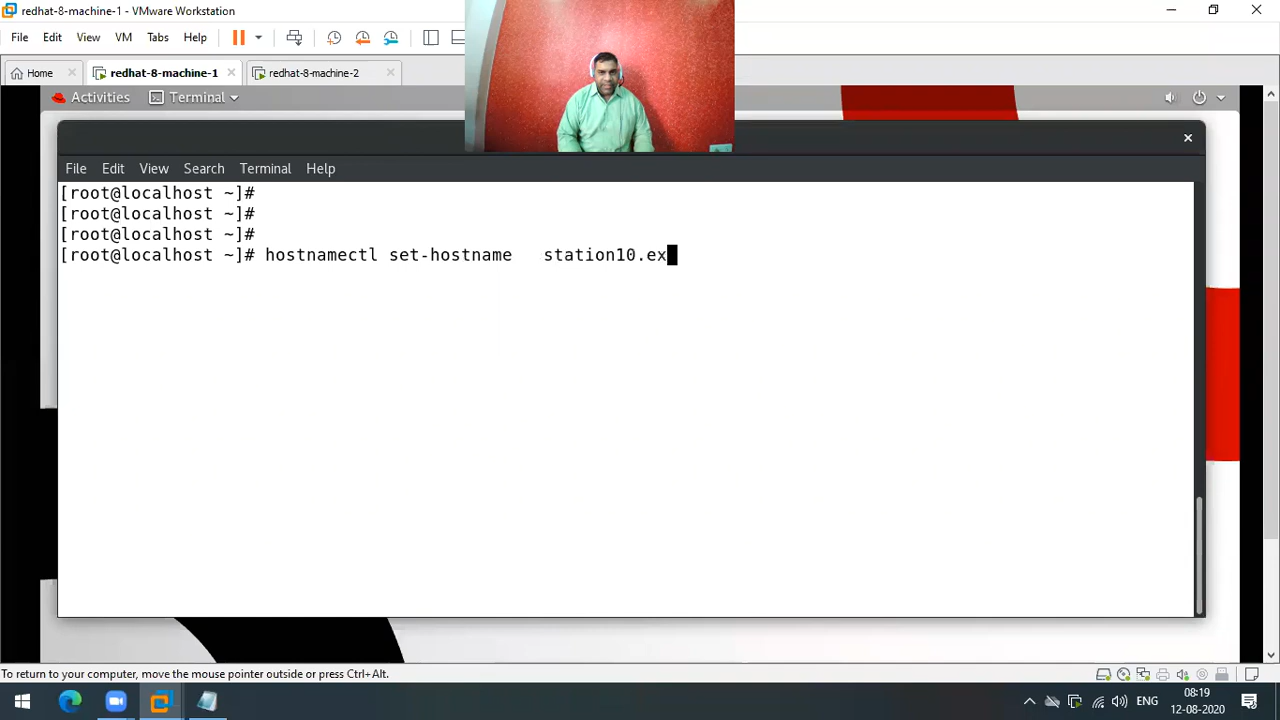 redhat-8-machine-1 - VMware Workstation
File Edit View VM Tabs Help
Home redhat-8-machine-1 redhat-8-machine-2
Activities Terminal
File Edit View Search Terminal Help
[root@localhost ~]#
[root@localhost ~]#
[root@localhost ~]#
[root@localhost ~]# hostnamectl set-hostname   station10.ex
To return to your computer, move the mouse pointer outside or press Ctrl+Alt.
ENG
08:19
12-08-2020